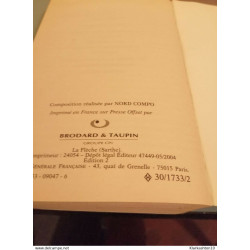 Composition réalisée par NORD COMPO
Imprimé en France sur Presse Offset par
BRODARD & TAUPIN
GROUPE CPI
La Flèche (Sarthe).
24054 – Dépôt légal Éditeur 47449-05/2004
Édition 2
GÉNÉRALE FRANÇAISE – 43, quai de Grenelle – 75015 Paris.
- 09047 - 6
30/1733/2